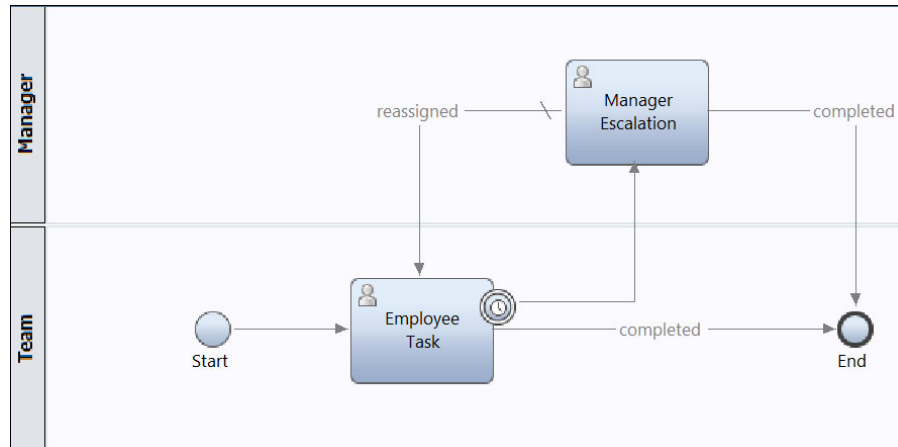 Manager
Manager
Escalation
reassigned
completed
Team
Employee
Task
completed
Start
End